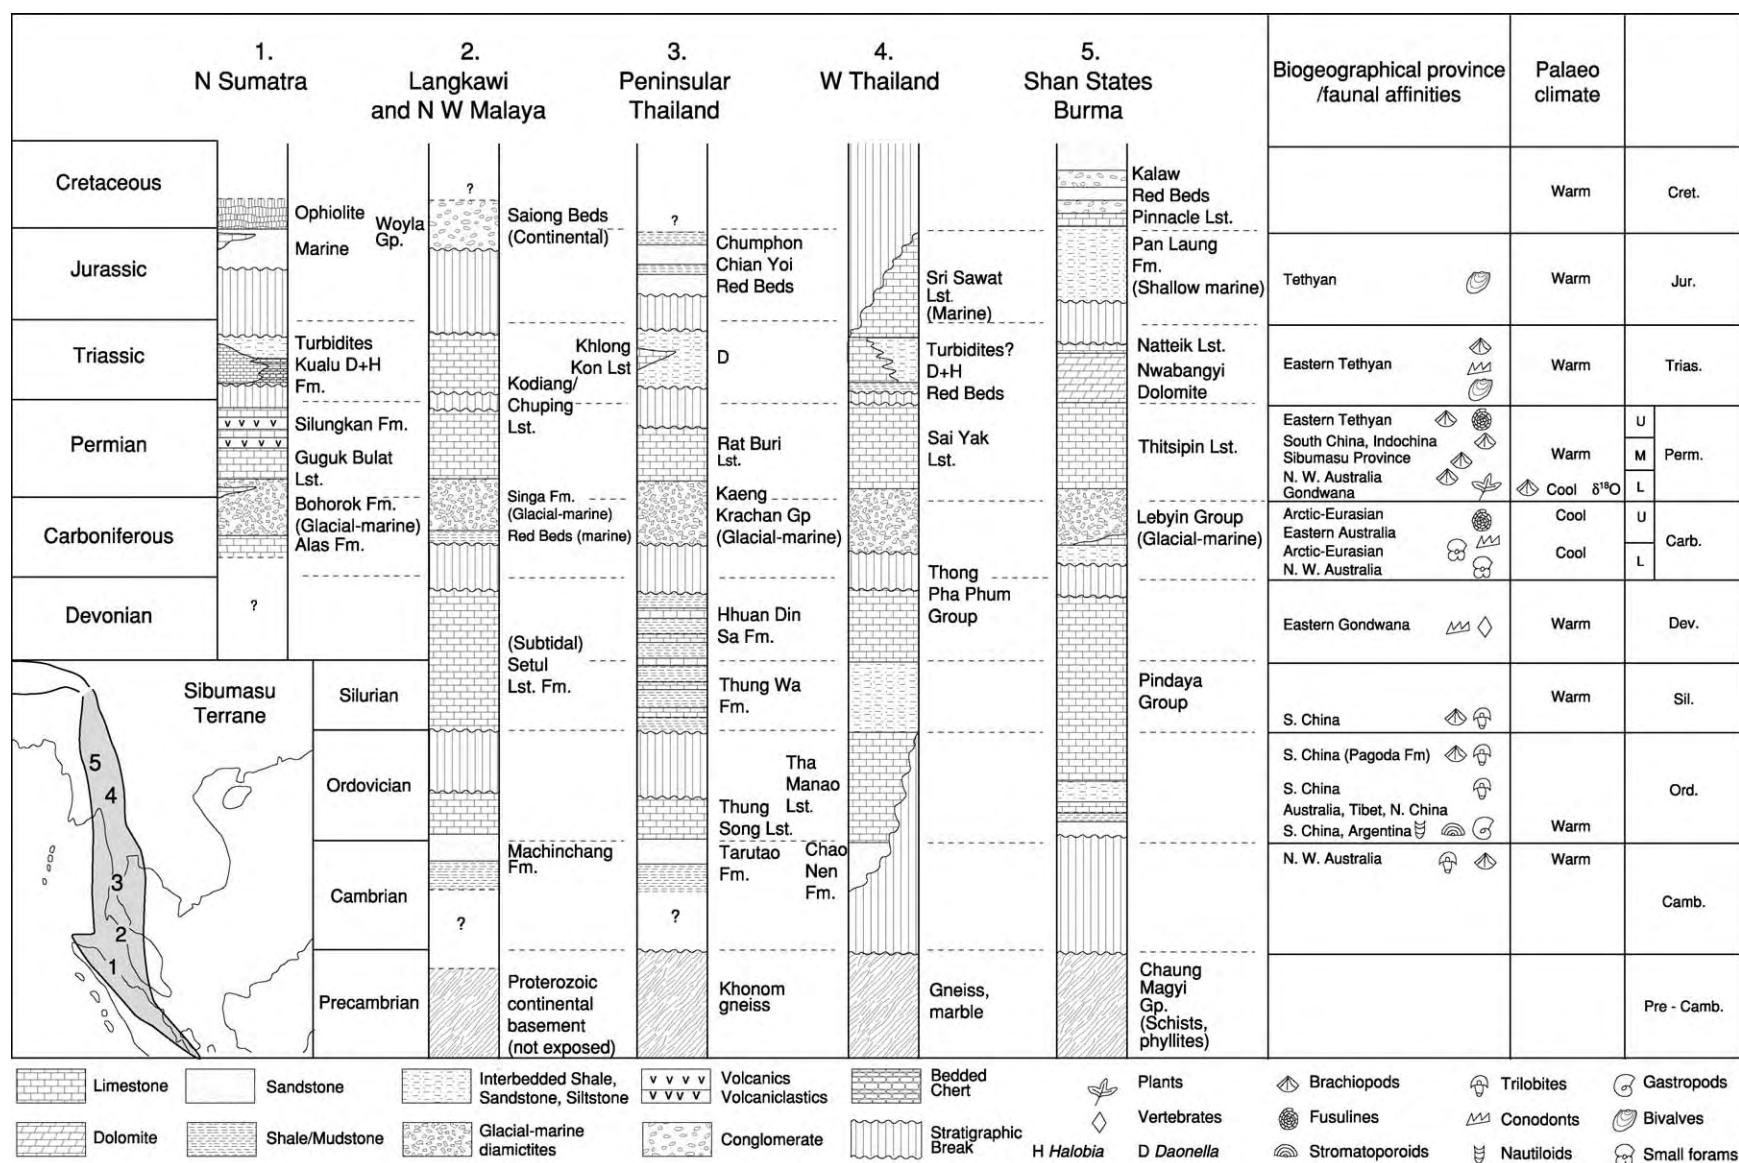 1.
N Sumatra
2.
Langkawi
and N W Malaya
3.
Peninsular
Thailand
4.
W Thailand
5.
Shan States
Burma
Biogeographical province
/faunal affinities
Palaeo
climate
Cretaceous
Jurassic
Triassic
Permian
Carboniferous
Devonian
Silurian
Ordovician
Cambrian
Precambrian
Sibumasu
Terrane
5
4
3
2
1
Ophiolite
Marine
Woyla
Gp.
Turbidites
Kualu D+H
Fm.
V V V V
Silungkan Fm.
V V V V
Guguk Bulat
Lst.
Bohorok Fm.
(Glacial-marine)
Alas Fm.
?
?
Saiong Beds
(Continental)
Kodiang/
Chuping
Lst.
Singa Fm.
(Glacial-marine)
Red Beds (marine)
(Subtidal)
Setul
Lst. Fm.
Machinchang
Fm.
?
Proterozoic
continental
basement
(not exposed)
?
Chumphon
Chian Yoi
Red Beds
Khlong
Kon Lst
D
Rat Buri
Lst.
Kaeng
Krachan Gp
(Glacial-marine)
Hhuan Din
Sa Fm.
Thung Wa
Fm.
Thung
Song Lst.
Tarutao
Fm.
?
Khonom
gneiss
Sri Sawat
Lst.
(Marine)
Turbidites?
D+H
Red Beds
Sai Yak
Lst.
Thong
Pha Phum
Group
Tha
Manao
Lst.
Chao
Nen
Fm.
Gneiss,
marble
Kalaw
Red Beds
Pinnacle Lst.
Pan Laung
Fm.
(Shallow marine)
Natteik Lst.
Nwabangyi
Dolomite
Thitsipin Lst.
Lebyin Group
(Glacial-marine)
Pindaya
Group
Chaung
Magyi
Gp.
(Schists,
phyllites)
Warm
Cret.
Tethyan
Warm
Jur.
Eastern Tethyan
Warm
Trias.
Eastern Tethyan
U
South China, Indochina
Sibumasu Province
Warm
M
Perm.
N. W. Australia
Gondwana
Cool δ18O
L
Arctic-Eurasian
Cool
U
Eastern Australia
Carb.
Arctic-Eurasian
Cool
L
N. W. Australia
Eastern Gondwana
Warm
Dev.
Warm
Sil.
S. China
S. China (Pagoda Fm)
S. China
Ord.
Australia, Tibet, N. China
S. China, Argentina
Warm
N. W. Australia
Warm
Camb.
Pre - Camb.
Limestone
Sandstone
Interbedded Shale,
Sandstone, Siltstone
V V V V
V V V V
Volcanics
Volcaniclastics
Bedded
Chert
Plants
Brachiopods
Trilobites
Gastropods
Vertebrates
Fusulines
Conodonts
Bivalves
Dolomite
Shale/Mudstone
Glacial-marine
diamictites
Conglomerate
Stratigraphic
Break
H Halobia
D Daonella
Stromatoporoids
Nautiloids
Small forams